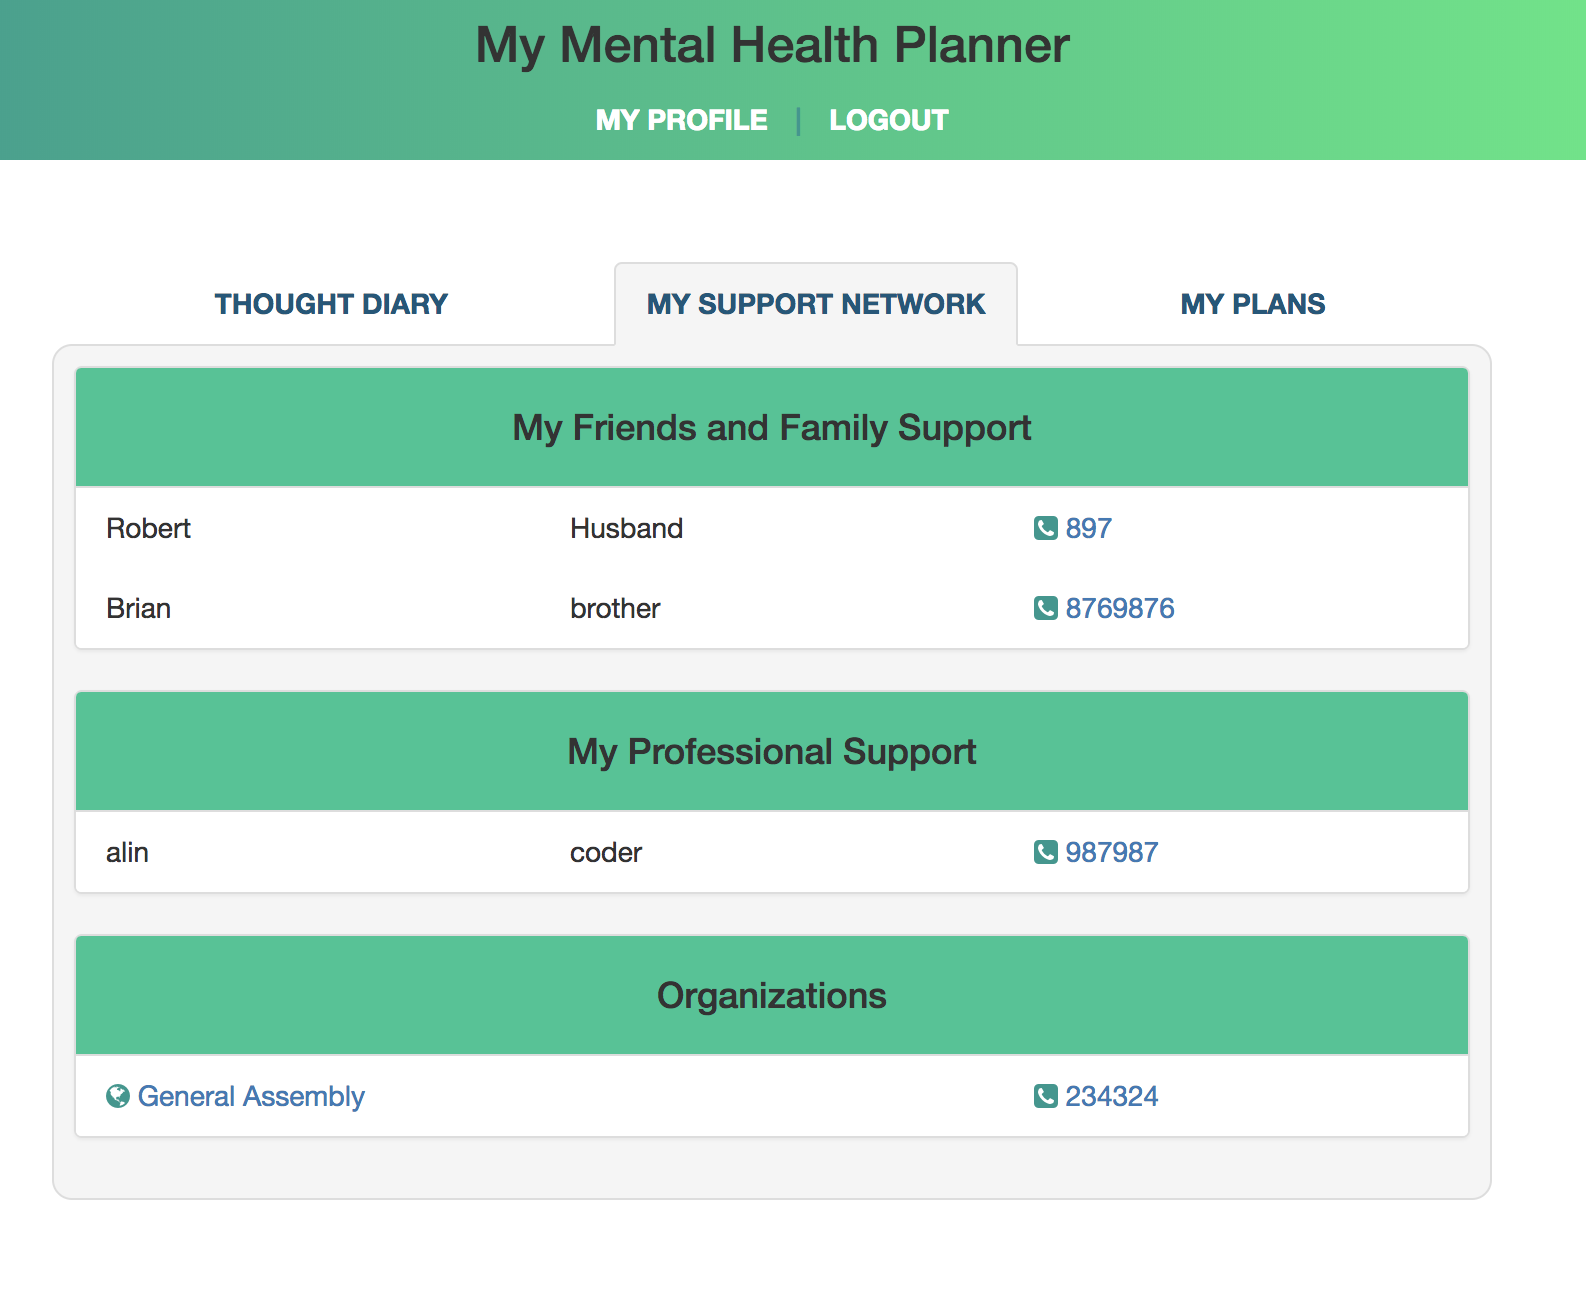 My Mental Health Planner
MY PROFILE | LOGOUT
THOUGHT DIARY MY SUPPORT NETWORK MY PLANS
My Friends and Family Support
Robert Husband 897
Brian brother 8769876
My Professional Support
alin coder 987987
Organizations
General Assembly 234324